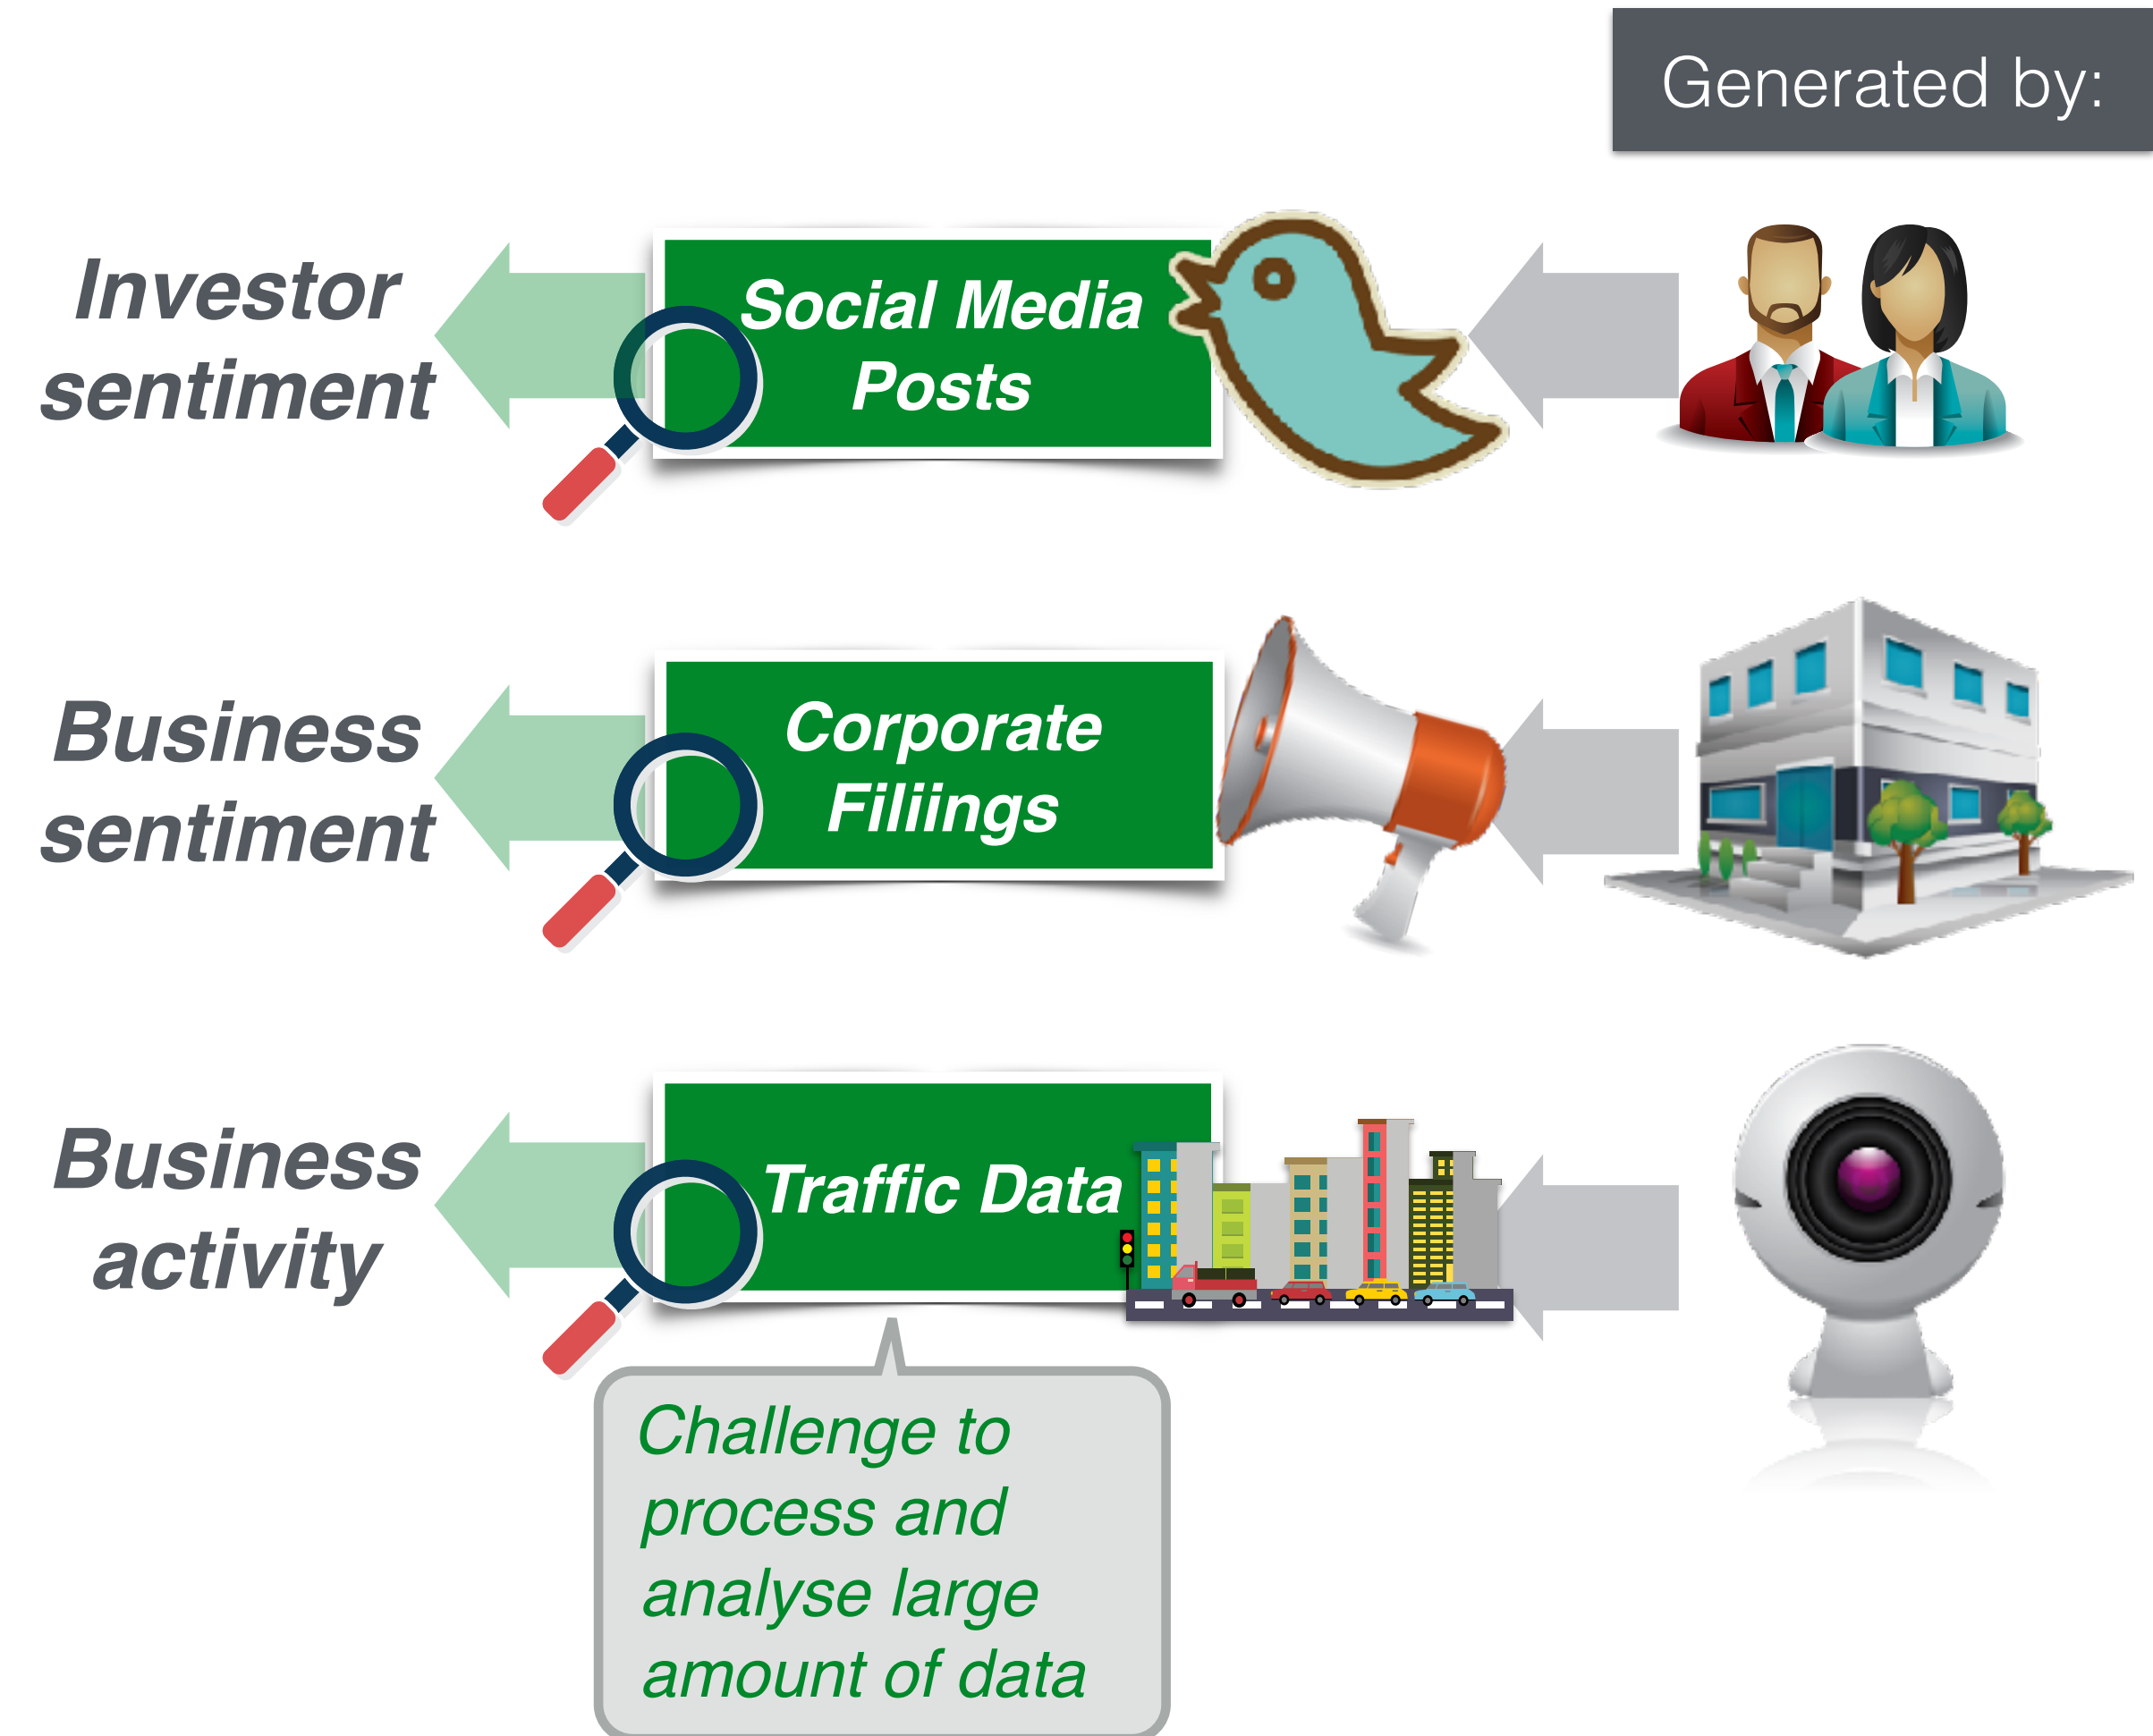 Generated by:
Investor
sentiment
Social Media
Posts
Business
sentiment
Corporate
Filiings
Business
activity
Traffic Data
Challenge to
process and
analyse large
amount of data